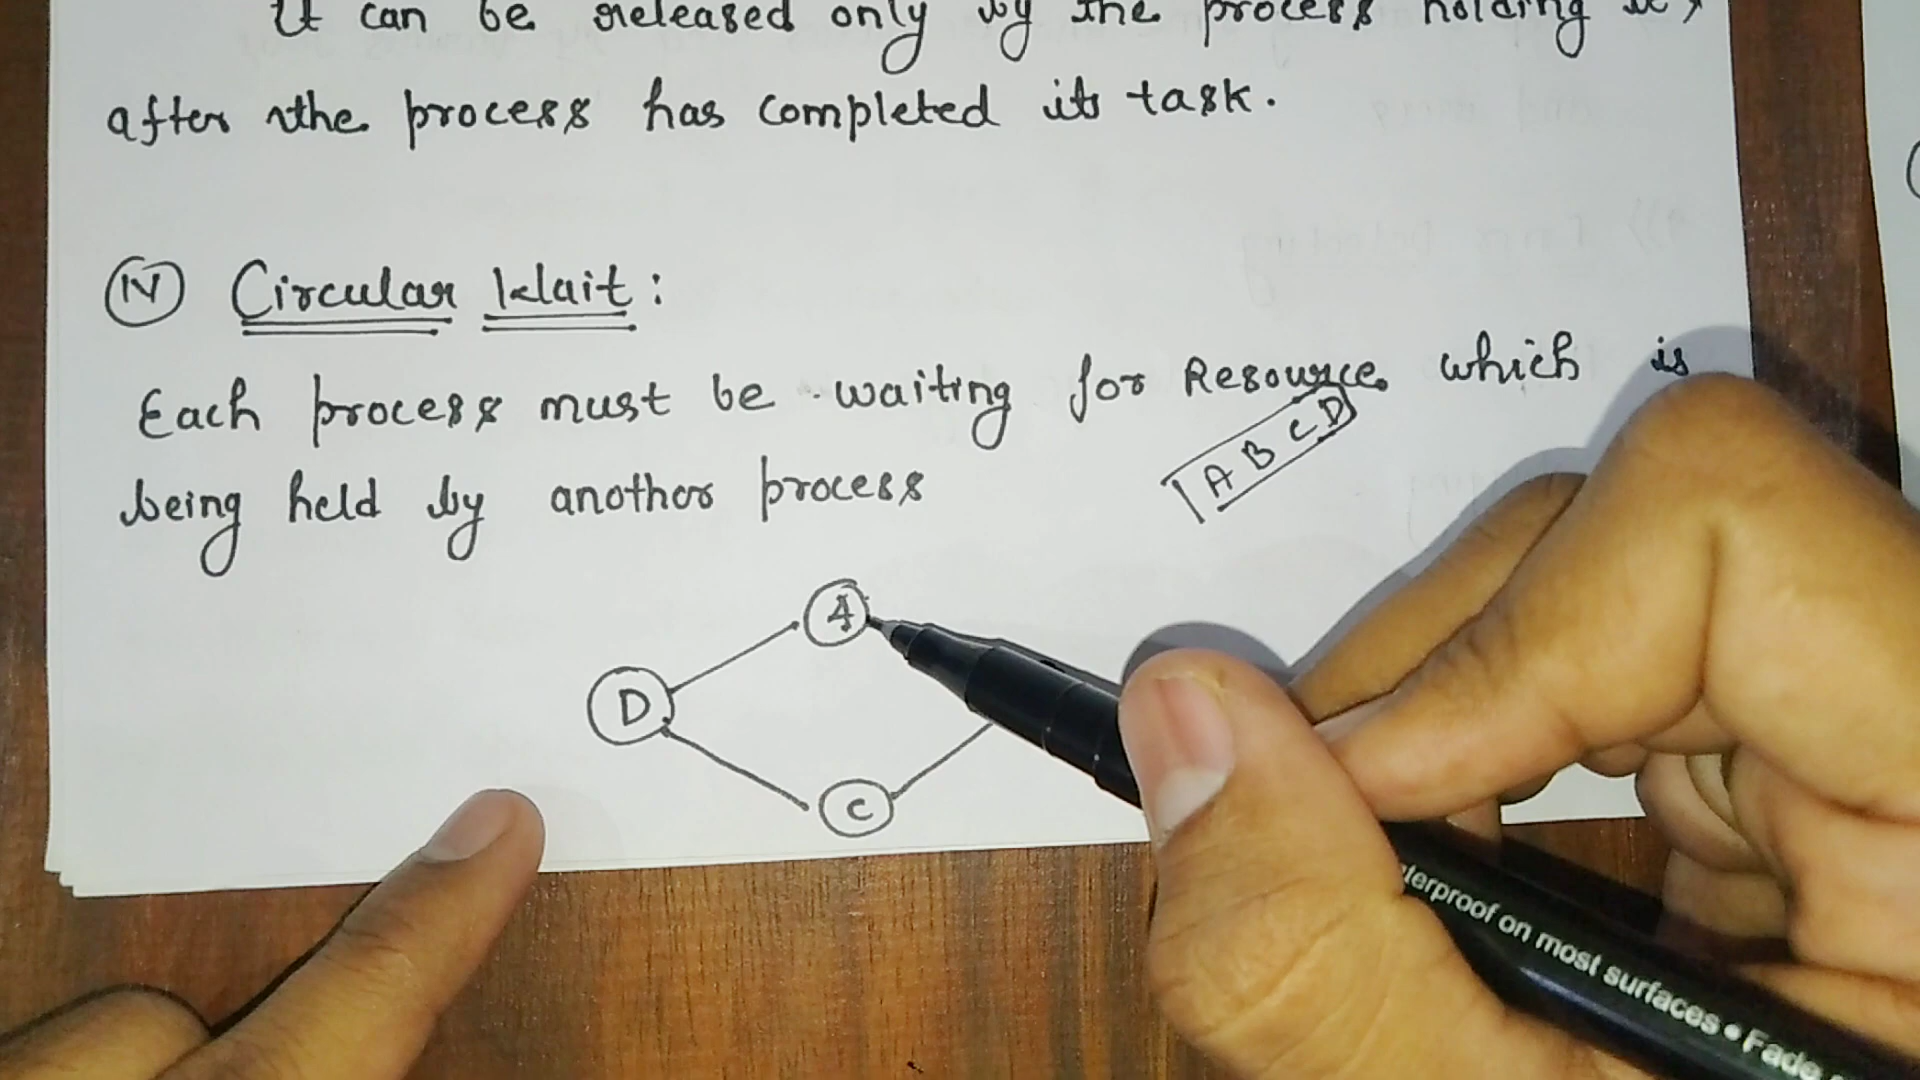 It can be released only by the process holding it,
after the process has completed its task.
IV Circular Wait:
Each process must be waiting for Resource which is
being held by another process
A B C D
A
D
C
terproof on most surfaces • Fade